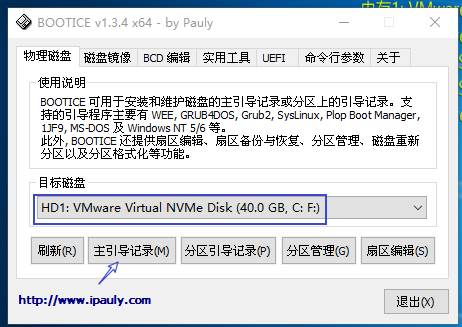 内存1: VMware
BOOTICE v1.3.4 x64 - by Pauly
物理磁盘 磁盘镜像 BCD 编辑 实用工具 UEFI 命令行参数 关于
使用说明
BOOTICE 可用于安装和维护磁盘的主引导记录或分区上的引导记录。支
持的引导程序主要有 WEE, GRUB4DOS, Grub2, SysLinux, Plop Boot Manager,
1JF9, MS-DOS 及 Windows NT 5/6 等。
此外, BOOTICE 还提供扇区编辑、扇区备份与恢复、分区管理、磁盘重新
分区以及分区格式化等功能。
目标磁盘
HD1: VMware Virtual NVMe Disk (40.0 GB, C: F:)
刷新(R) 主引导记录(M) 分区引导记录(P) 分区管理(G) 扇区编辑(S)
http://www.ipauly.com
退出(X)